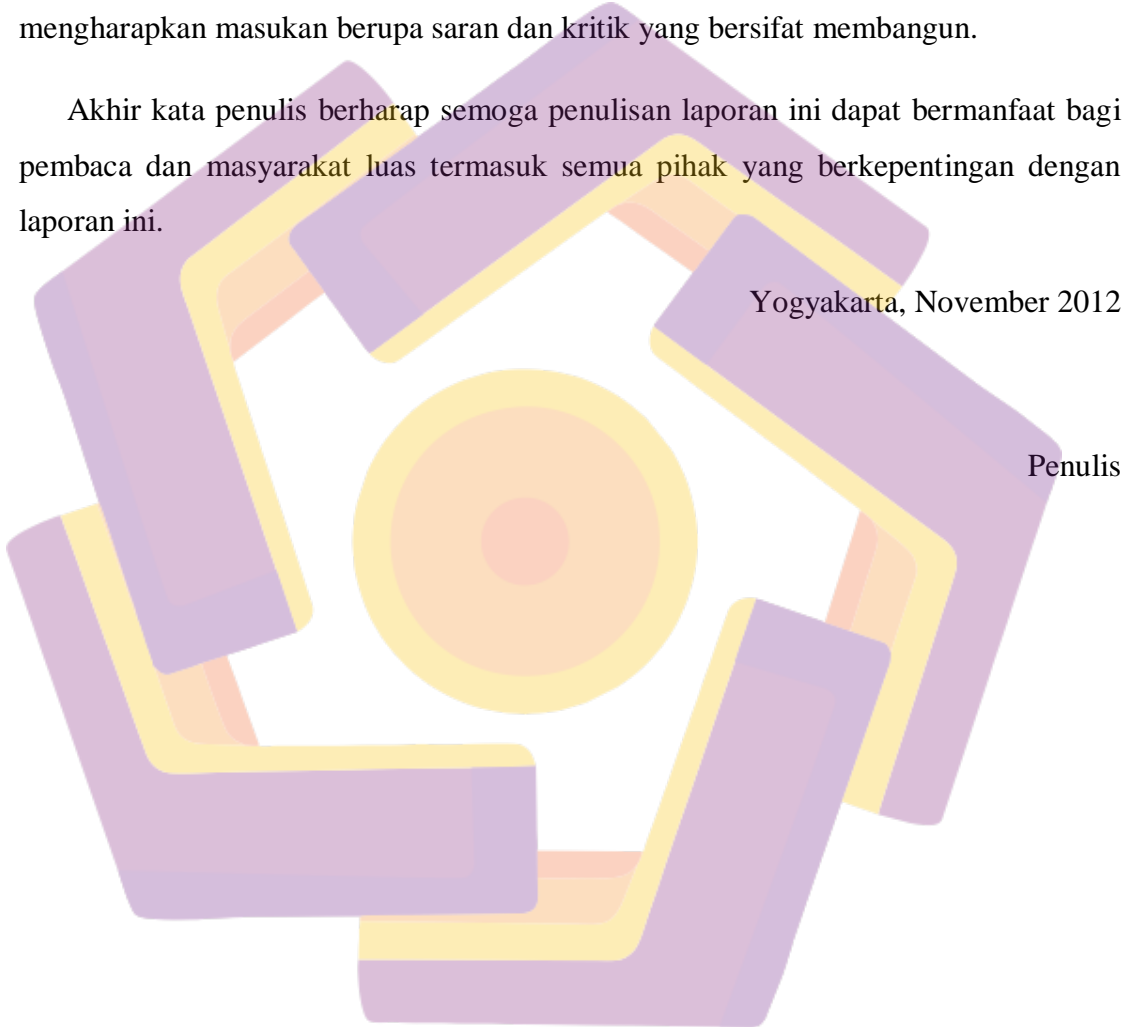 mengharapkan masukan berupa saran dan kritik yang bersifat membangun.
Akhir kata penulis berharap semoga penulisan laporan ini dapat bermanfaat bagi
pembaca dan masyarakat luas termasuk semua pihak yang berkepentingan dengan
laporan ini.
Yogyakarta, November 2012
Penulis